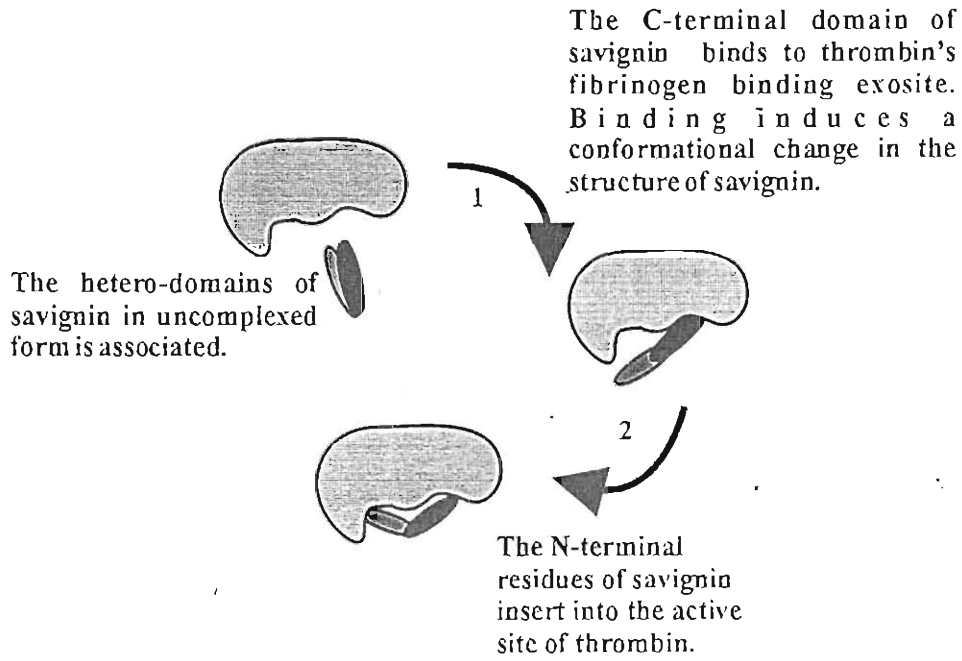 The C-terminal domain of
savignin binds to thrombin's
fibrinogen binding exosite.
Binding induces a
conformational change in the
structure of savignin.
1
The hetero-domains of
savignin in uncomplexed
form is associated.
2
The N-terminal
residues of savignin
insert into the active
site of thrombin.